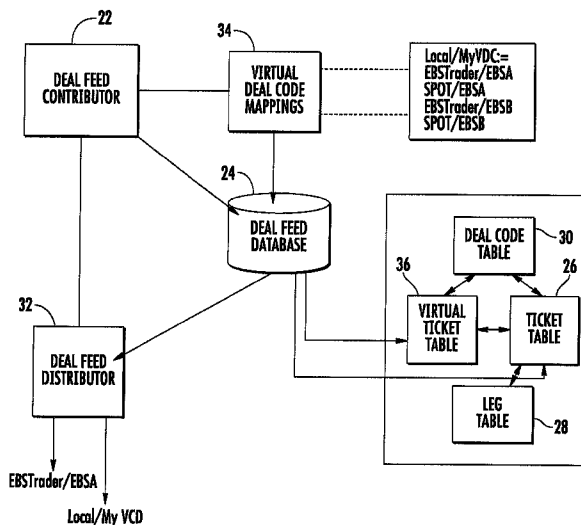 22
DEAL FEED
CONTRIBUTOR
34
VIRTUAL
DEAL CODE
MAPPINGS
Local/MyVDC:=
EBSTrader/EBSA
SPOT/EBSA
EBSTrader/EBSB
SPOT/EBSB
24
DEAL FEED
DATABASE
30
DEAL CODE
TABLE
36
VIRTUAL
TICKET
TABLE
26
TICKET
TABLE
LEG
TABLE
28
32
DEAL FEED
DISTRIBUTOR
EBSTrader/EBSA
Local/My VCD